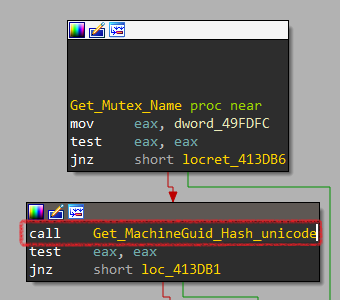 Get_Mutex_Name proc near
mov eax, dword_49FDFC
test eax, eax
jnz short locret_413DB6
call Get_MachineGuid_Hash_unicode
test eax, eax
jnz short loc_413DB1